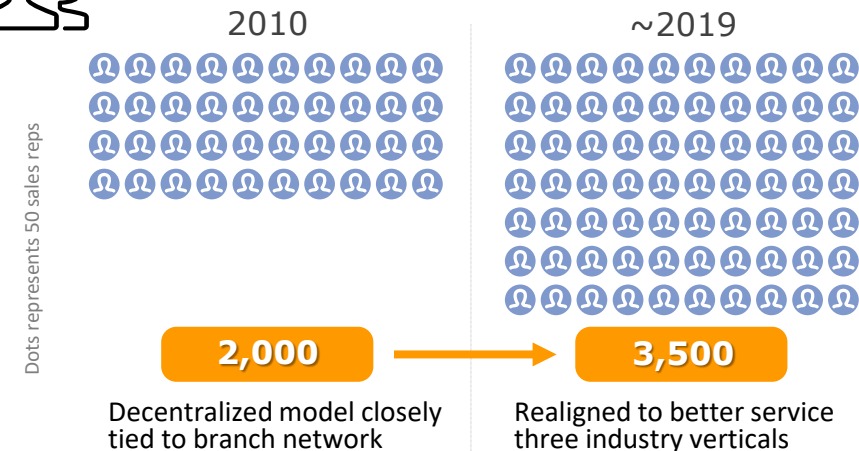 2010
~2019
Dots represents 50 sales reps
2,000
3,500
Decentralized model closely
tied to branch network
Realigned to better service
three industry verticals